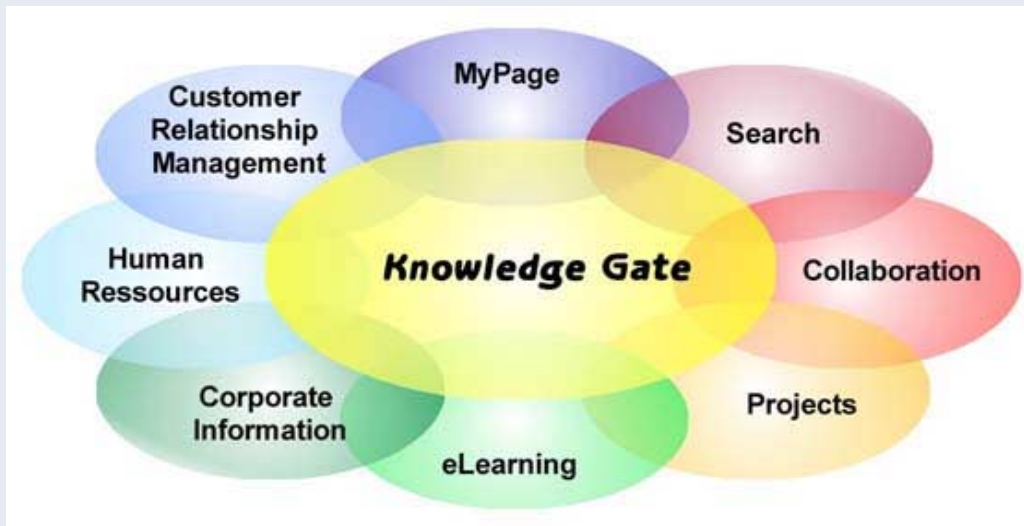 MyPage
Customer
Relationship
Management
Search
Human
Ressources
Knowledge Gate
Collaboration
Corporate
Information
Projects
eLearning